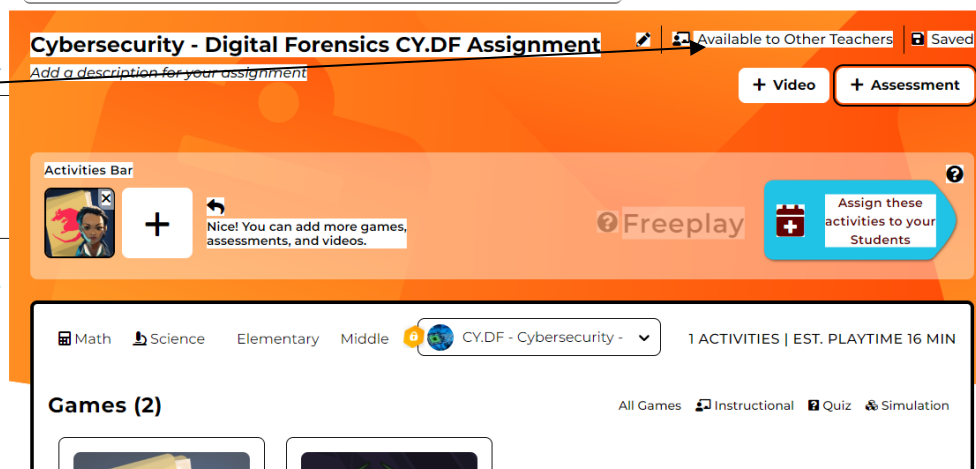 Cybersecurity - Digital Forensics CY.DF Assignment
Available to Other Teachers
Saved
Add a description for your assignment
+ Video
+ Assessment
Activities Bar
Nice! You can add more games,
assessments, and videos.
Freeplay
Assign these
activities to your
Students
Math
Science
Elementary
Middle
CY.DF - Cybersecurity -
1 ACTIVITIES | EST. PLAYTIME 16 MIN
Games (2)
All Games
Instructional
Quiz
Simulation